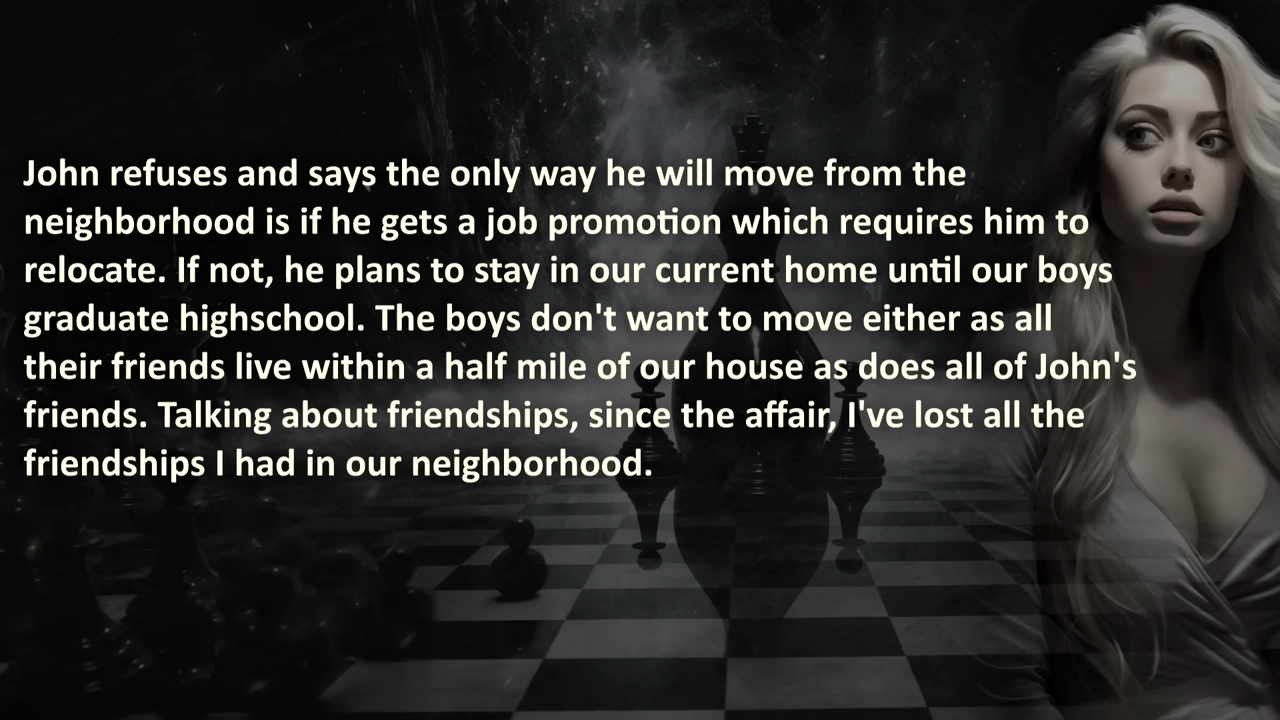 John refuses and says the only way he will move from the
neighborhood is if he gets a job promotion which requires him to
relocate. If not, he plans to stay in our current home until our boys
graduate highschool. The boys don't want to move either as all
their friends live within a half mile of our house as does all of John's
friends. Talking about friendships, since the affair, I've lost all the
friendships I had in our neighborhood.